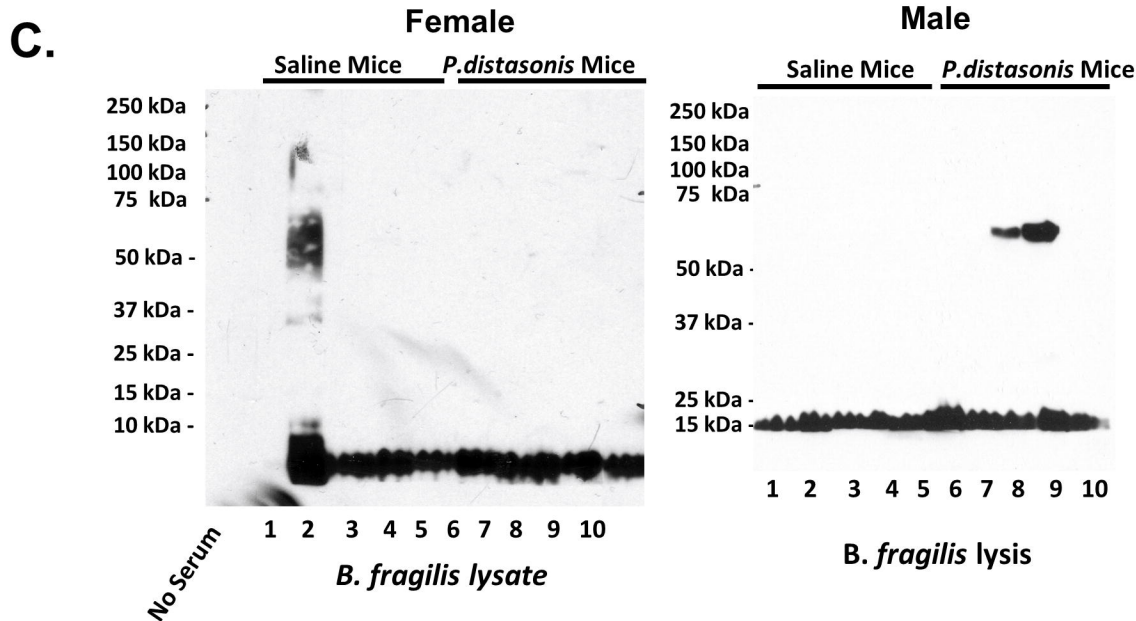 C.
Female
Saline Mice P.distasonis Mice
250 kDa
150 kDa
100 kDa
75 kDa
50 kDa -
37 kDa -
25 kDa -
15 kDa -
10 kDa -
No Serum
1 2 3 4 5 6 7 8 9 10
B. fragilis lysate
Male
Saline Mice P.distasonis Mice
250 kDa
150 kDa
100 kDa
75 kDa
50 kDa -
37 kDa -
25 kDa -
15 kDa -
1 2 3 4 5 6 7 8 9 10
B. fragilis lysis